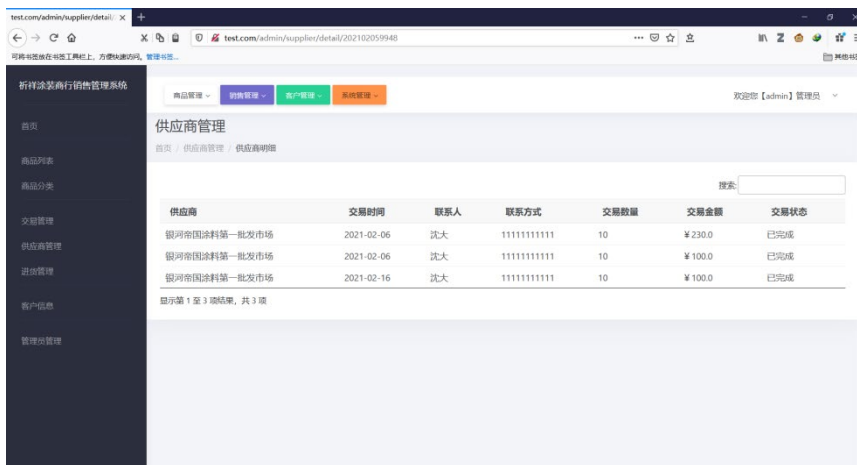 test.com/admin/supplier/detail/
test.com/admin/supplier/detail/202102059948
可将书签放在书签工具栏上，方便快速访问。管理书签...
其他书签
祈祥涂装商行销售管理系统
商品管理
销售管理
客户管理
系统管理
欢迎您【admin】管理员
首页
商品列表
商品分类
交易管理
供应商管理
进货管理
客户信息
管理员管理
供应商管理
首页 / 供应商管理 / 供应商明细
搜索:
供应商 交易时间 联系人 联系方式 交易数量 交易金额 交易状态
银河帝国涂料第一批发市场 2021-02-06 沈大 11111111111 10 ¥230.0 已完成
银河帝国涂料第一批发市场 2021-02-06 沈大 11111111111 10 ¥100.0 已完成
银河帝国涂料第一批发市场 2021-02-16 沈大 11111111111 10 ¥100.0 已完成
显示第 1 至 3 项结果，共 3 项